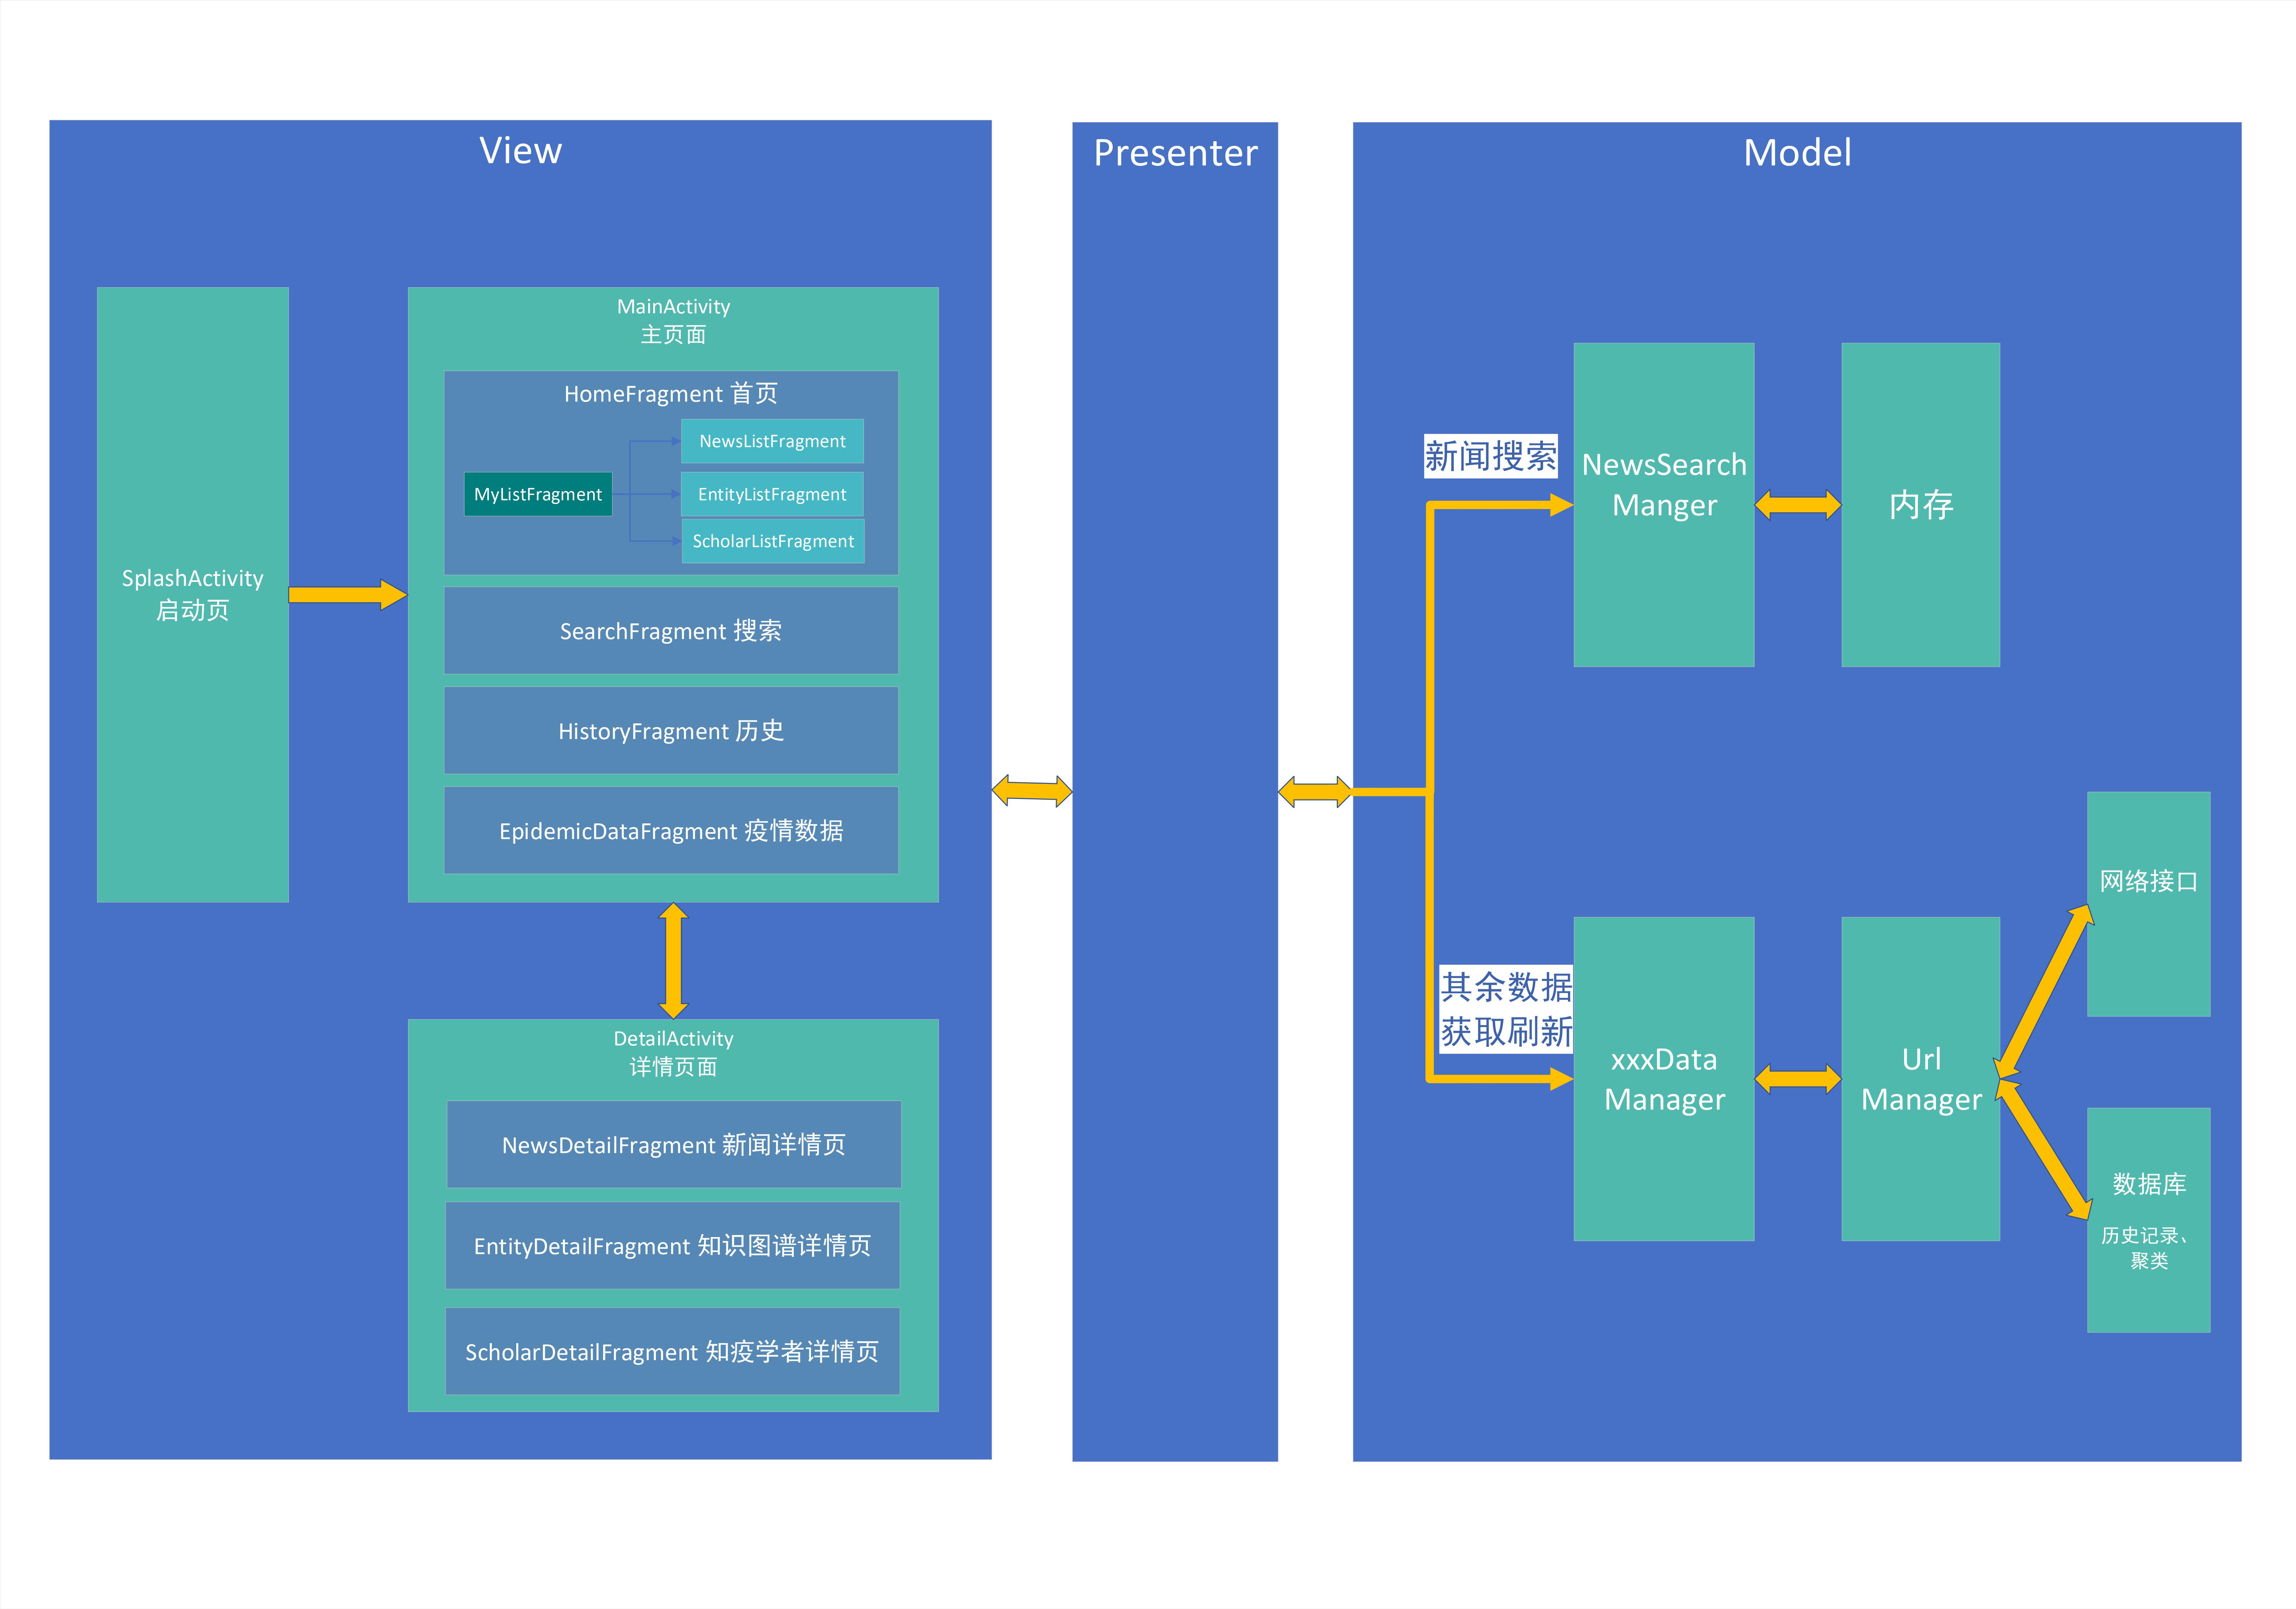 View
SplashActivity
启动页
MainActivity
主页面
HomeFragment 首页
MyListFragment
NewsListFragment
EntityListFragment
ScholarListFragment
SearchFragment 搜索
HistoryFragment 历史
EpidemicDataFragment 疫情数据
DetailActivity
详情页面
NewsDetailFragment 新闻详情页
EntityDetailFragment 知识图谱详情页
ScholarDetailFragment 知疫学者详情页
Presenter
Model
新闻搜索
NewsSearch
Manger
内存
其余数据
获取刷新
xxxData
Manager
Url
Manager
网络接口
数据库
历史记录、
聚类